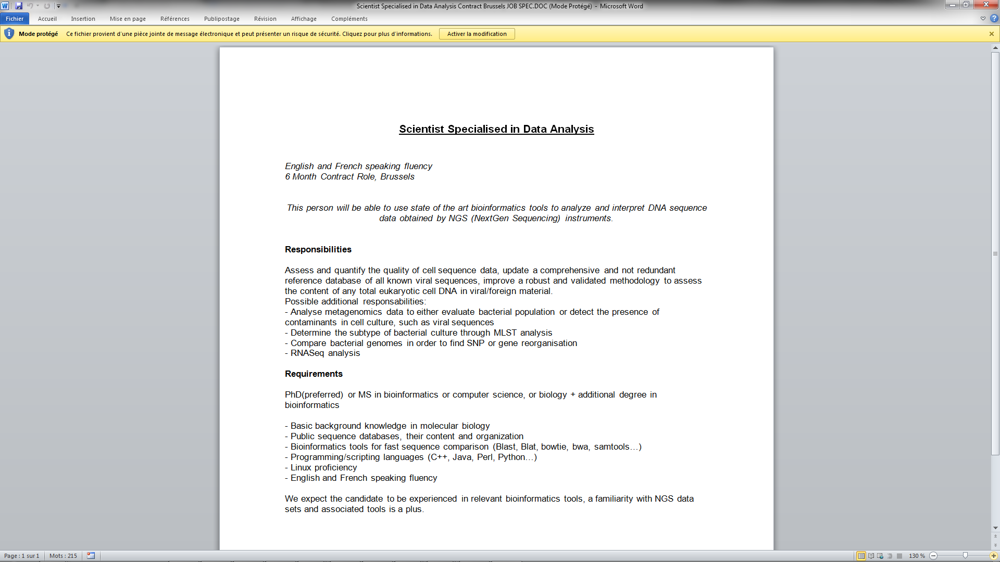 Scientist Specialised in Data Analysis Contract Brussels JOB SPEC.DOC (Mode Protégé) - Microsoft Word
Fichier Accueil Insertion Mise en page Références Publipostage Révision Affichage Compléments
Mode protégé Ce fichier provient d'une pièce jointe de message électronique et peut présenter un risque de sécurité. Cliquez pour plus d'informations. Activer la modification
Scientist Specialised in Data Analysis
English and French speaking fluency
6 Month Contract Role, Brussels
This person will be able to use state of the art bioinformatics tools to analyze and interpret DNA sequence
data obtained by NGS (NextGen Sequencing) instruments.
Responsibilities
Assess and quantify the quality of cell sequence data, update a comprehensive and not redundant
reference database of all known viral sequences, improve a robust and validated methodology to assess
the content of any total eukaryotic cell DNA in viral/foreign material.
Possible additional responsabilities:
- Analyse metagenomics data to either evaluate bacterial population or detect the presence of
contaminants in cell culture, such as viral sequences
- Determine the subtype of bacterial culture through MLST analysis
- Compare bacterial genomes in order to find SNP or gene reorganisation
- RNASeq analysis
Requirements
PhD(preferred) or MS in bioinformatics or computer science, or biology + additional degree in
bioinformatics
- Basic background knowledge in molecular biology
- Public sequence databases, their content and organization
- Bioinformatics tools for fast sequence comparison (Blast, Blat, bowtie, bwa, samtools…)
- Programming/scripting languages (C++, Java, Perl, Python…)
- Linux proficiency
- English and French speaking fluency
We expect the candidate to be experienced in relevant bioinformatics tools, a familiarity with NGS data
sets and associated tools is a plus.
Page : 1 sur 1 Mots : 215 130 %